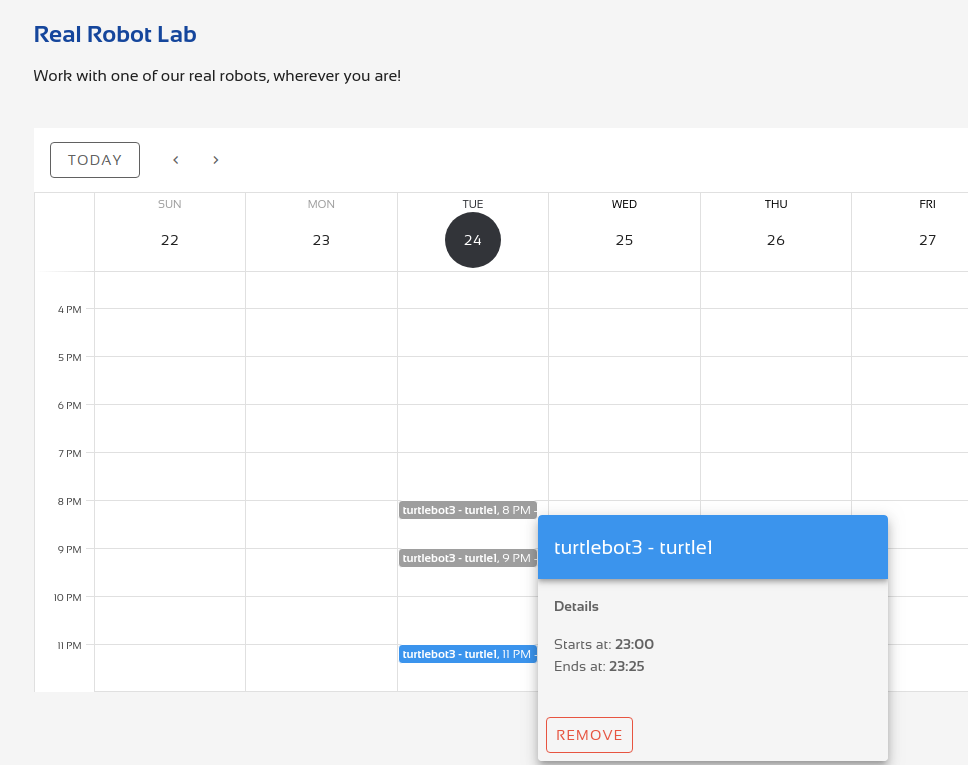 Real Robot Lab
Work with one of our real robots, wherever you are!
TODAY
SUN MON TUE WED THU FRI
22 23 24 25 26 27
4 PM
5 PM
6 PM
7 PM
8 PM turtlebot3 - turtle1, 8 PM -
turtlebot3 - turtle1
9 PM turtlebot3 - turtle1, 9 PM -
10 PM
Details
11 PM turtlebot3 - turtle1, 11 PM -
Starts at: 23:00
Ends at: 23:25
REMOVE